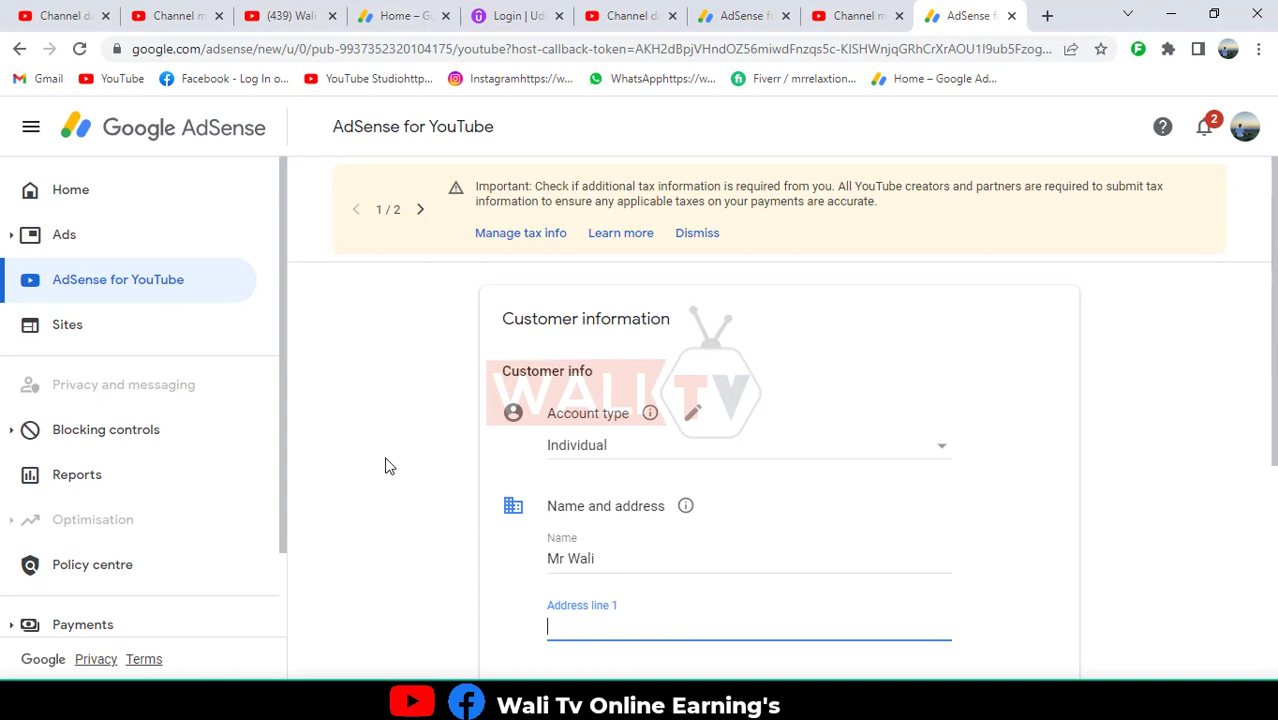 Channel da
Channel m
(439) Wali
Home – Go
Login | Ud
Channel d
AdSense fo
Channel m
AdSense fo
google.com/adsense/new/u/0/pub-9937352320104175/youtube?host-callback-token=AKH2dBpjVHndOZ56miwdFnzqs5c-KISHWnjqGRhCrXrAOU1I9ub5Fzog...
Gmail
YouTube
Facebook - Log In o...
YouTube Studiohttp...
Instagramhttps://w...
WhatsApphttps://w...
Fiverr / mrrelaxtion...
Home – Google Ad...
Google AdSense
AdSense for YouTube
2
Home
Ads
AdSense for YouTube
Sites
Privacy and messaging
Blocking controls
Reports
Optimisation
Policy centre
Payments
Google Privacy Terms
1 / 2
Important: Check if additional tax information is required from you. All YouTube creators and partners are required to submit tax
information to ensure any applicable taxes on your payments are accurate.
Manage tax info Learn more Dismiss
Customer information
Customer info
WALI TV
Account type
Individual
Name and address
Name
Mr Wali
Address line 1
Wali Tv Online Earning's